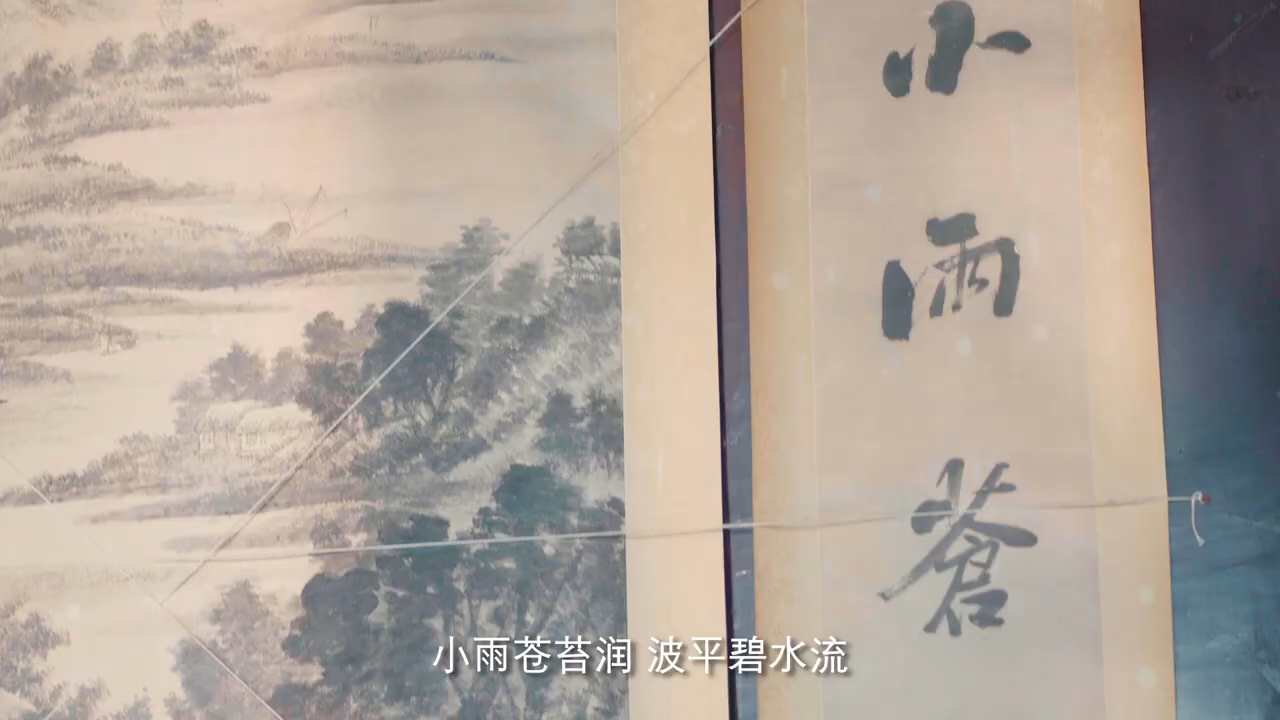 小
雨
蒼
小雨苍苔润 波平碧水流